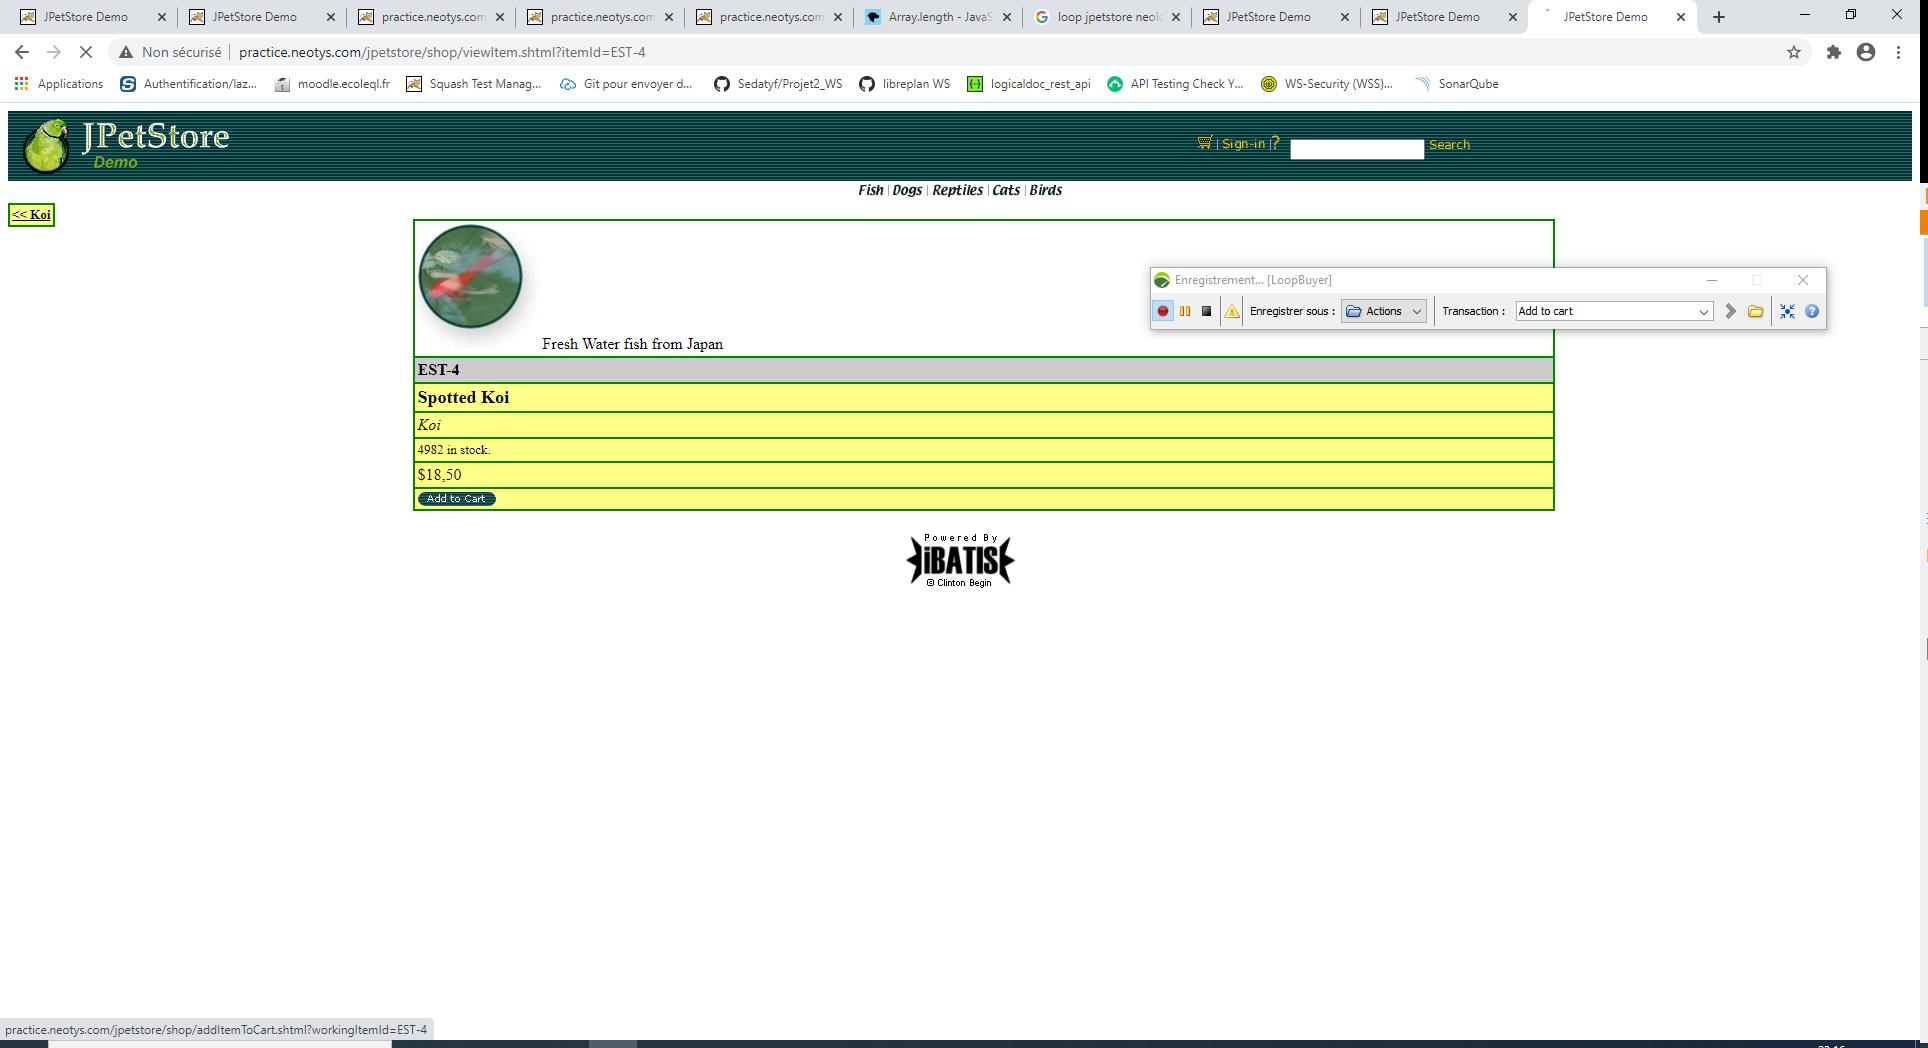 JPetStore Demo JPetStore Demo practice.neotys.com practice.neotys.com practice.neotys.com Array.length - JavaS loop jpetstore neolo JPetStore Demo JPetStore Demo JPetStore Demo
Non sécurisé practice.neotys.com/jpetstore/shop/viewItem.shtml?itemId=EST-4
Applications Authentification/laz... moodle.ecoleql.fr Squash Test Manag... Git pour envoyer d... Sedatyf/Projet2_WS libreplan WS logicaldoc_rest_api API Testing Check Y... WS-Security (WSS)... SonarQube
JPetStore
Demo
| Sign-in |? Search
Fish | Dogs | Reptiles | Cats | Birds
<< Koi
Enregistrement... [LoopBuyer]
Enregistrer sous : Actions Transaction : Add to cart
Fresh Water fish from Japan
EST-4
Spotted Koi
Koi
4982 in stock.
$18,50
Add to Cart
Powered By
iBATIS
© Clinton Begin
practice.neotys.com/jpetstore/shop/addItemToCart.shtml?workingItemId=EST-4